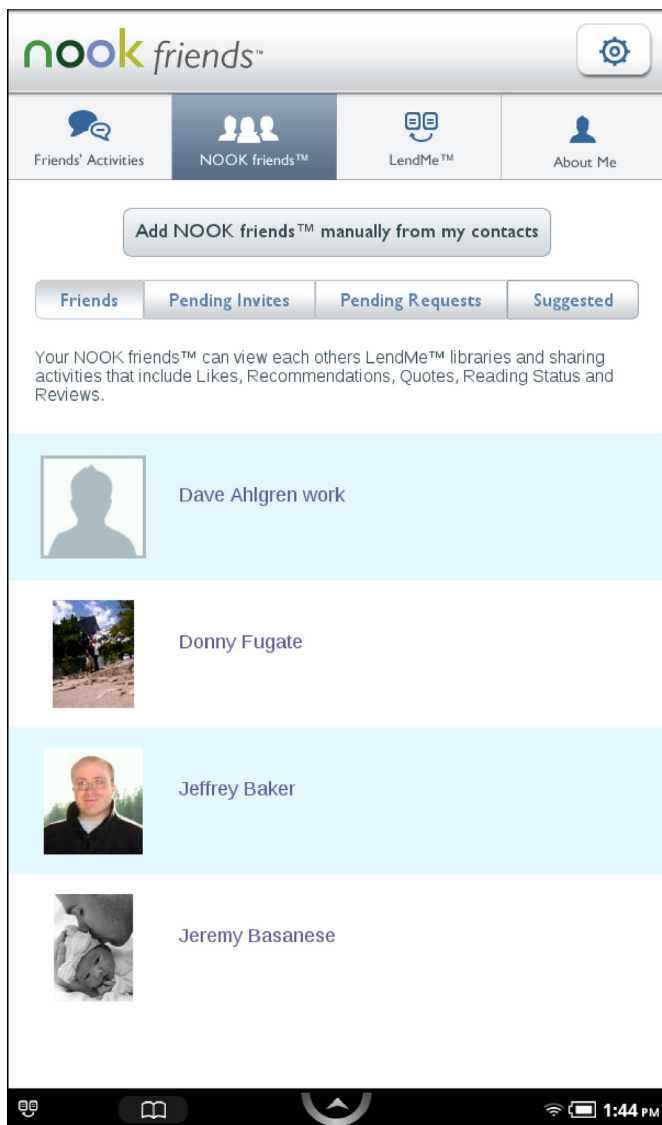 nook friends™
Friends' Activities
NOOK friends™
LendMe™
About Me
Add NOOK friends™ manually from my contacts
Friends
Pending Invites
Pending Requests
Suggested
Your NOOK friends™ can view each others LendMe™ libraries and sharing
activities that include Likes, Recommendations, Quotes, Reading Status and
Reviews.
Dave Ahlgren work
Donny Fugate
Jeffrey Baker
Jeremy Basanese
1:44 PM